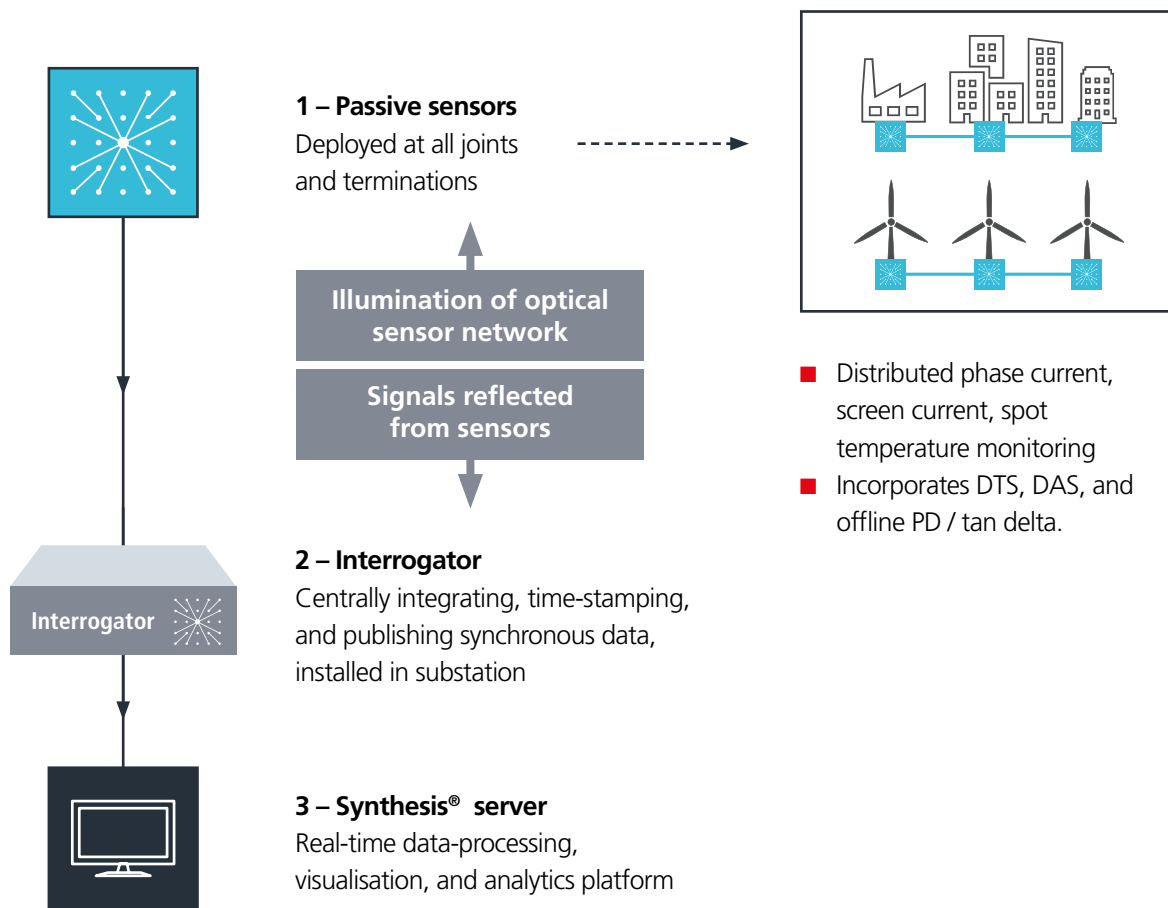 1 – Passive sensors
Deployed at all joints
and terminations
Illumination of optical
sensor network
Signals reflected
from sensors
Distributed phase current,
screen current, spot
temperature monitoring
Incorporates DTS, DAS, and
offline PD / tan delta.
2 – Interrogator
Centrally integrating, time-stamping,
and publishing synchronous data,
installed in substation
Interrogator
3 – Synthesis® server
Real-time data-processing,
visualisation, and analytics platform